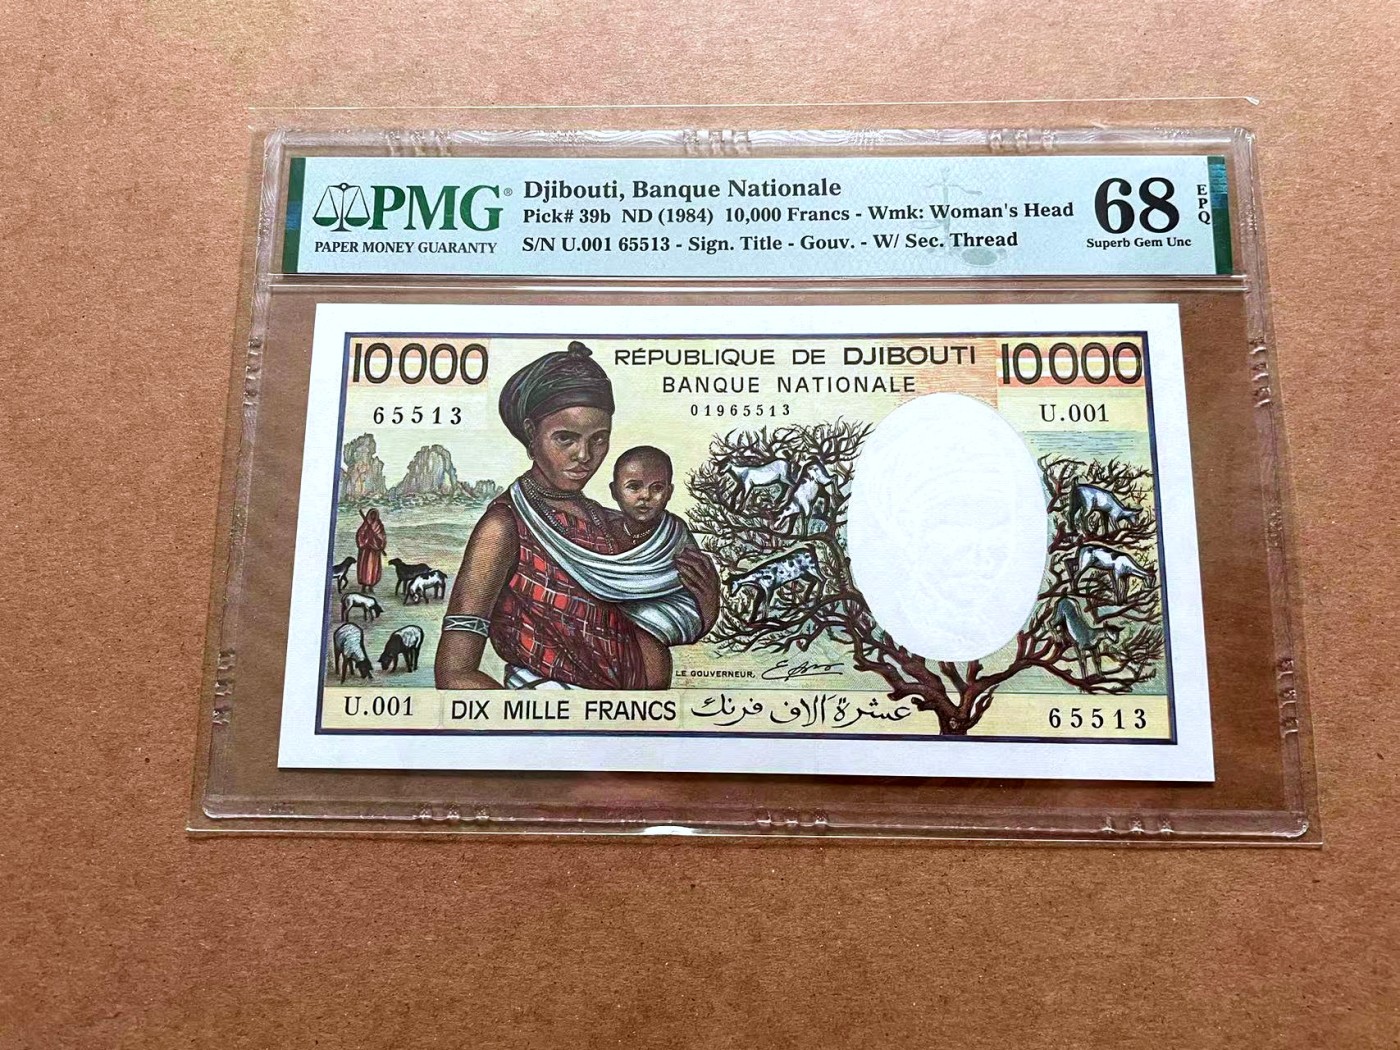 PMG®
PAPER MONEY GUARANTY
Djibouti, Banque Nationale
Pick# 39b ND (1984) 10,000 Francs - Wmk: Woman's Head
S/N U.001 65513 - Sign. Title - Gouv. - W/ Sec. Thread
68
EPQ
Superb Gem Unc
10000
RÉPUBLIQUE DE DJIBOUTI
10000
BANQUE NATIONALE
65513
01965513
U.001
LE GOUVERNEUR,
U.001
DIX MILLE FRANCS
عشرة آلاف فرنك
65513